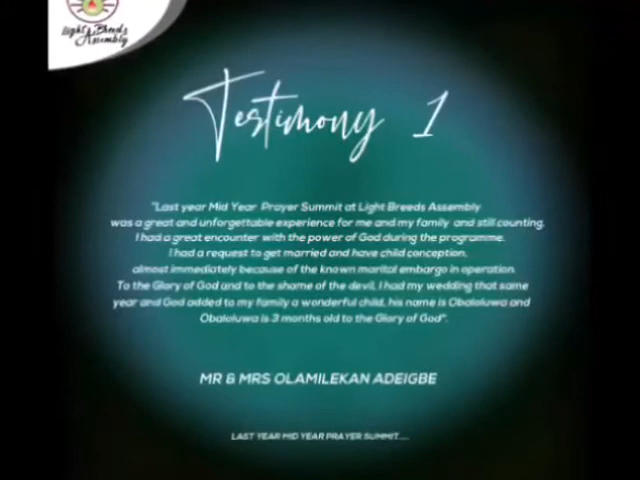 Light Breeds
Assembly
Testimony 1
"Last year Mid Year Prayer Summit at Light Breeds Assembly
was a great and unforgettable experience for me and my family and still counting.
I had a great encounter with the power of God during the programme.
I had a request to get married and have child conception.
almost immediately because of the known marital embargo in operation.
To the Glory of God and to the shame of the devil, I had my wedding that same
year and God added to my family a wonderful child, his name is Obaloluwa and
Obaloluwa is 3 months old to the Glory of God".
MR & MRS OLAMILEKAN ADEIGBE
LAST YEAR MID YEAR PRAYER SUMMIT....